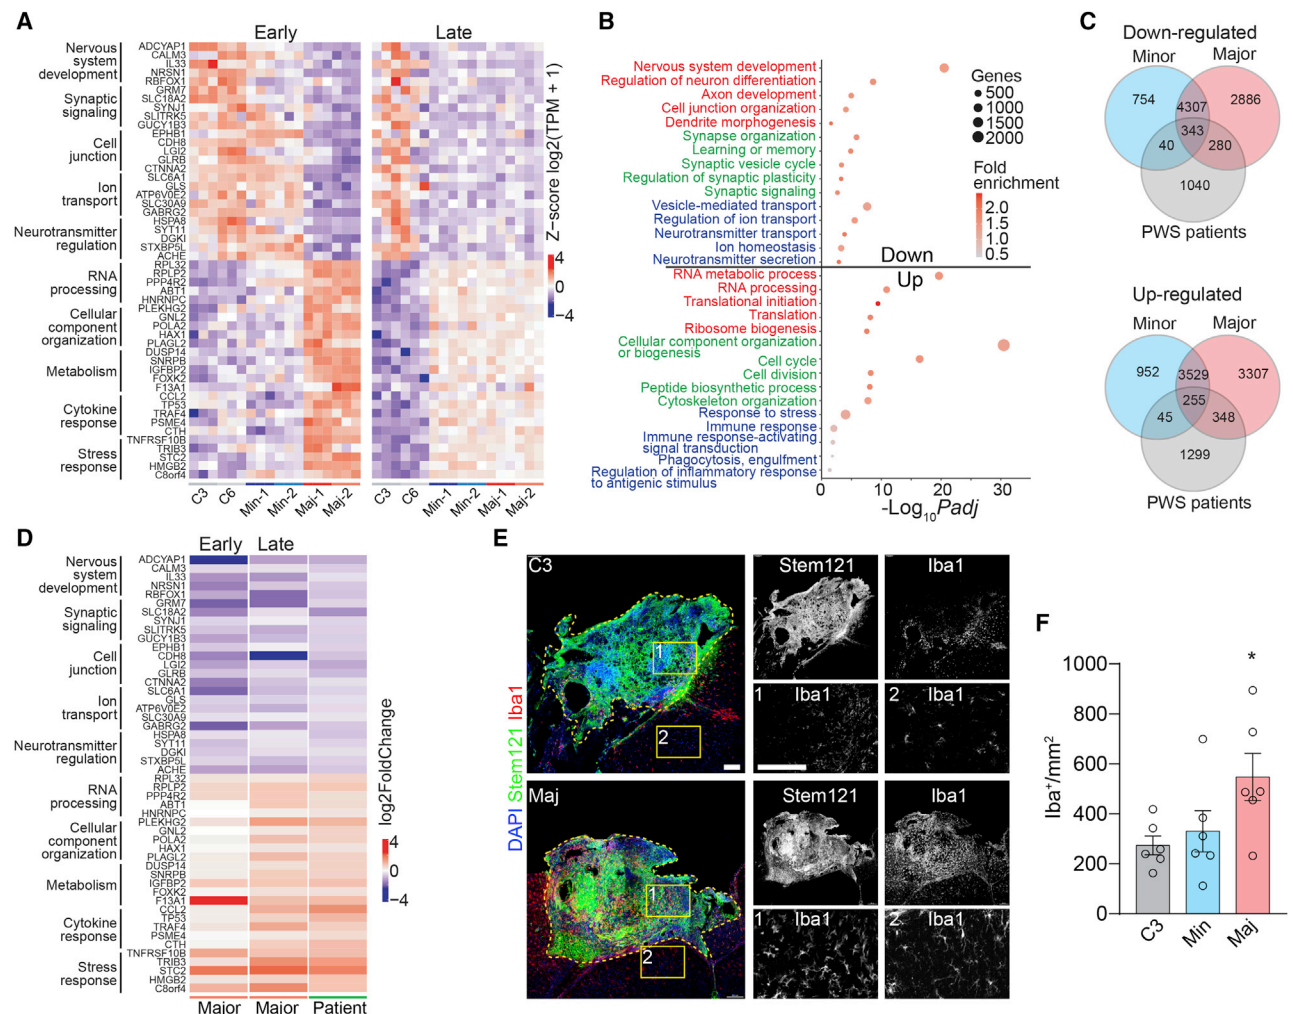 A
Early
Late
Nervous
system
development
Synaptic
signaling
Cell
junction
Ion
transport
Neurotransmitter
regulation
RNA
processing
Cellular
component
organization
Metabolism
Cytokine
response
Stress
response
ADCYAP1
CALM3
IL33
NRSN1
RBFOX1
GRM7
SLC18A2
SYNJ1
SLITRK5
GUCY1B3
EPHB1
CDH8
LGI2
GLRB
CTNNA2
SLC6A1
GLS
ATP6V0E2
SLC30A9
GABRG2
HSPA8
SYT11
DGKI
STXBP5L
ACHE
RPL32
RPLP2
PPP4R2
ABT1
HNRNPC
PLEKHG2
GNL2
POLA2
HAX1
PLAGL2
DUSP14
SNRPB
IGFBP2
FOXK2
F13A1
CCL2
TP53
TRAF4
PSME4
CTH
TNFRSF10B
TRIB3
STC2
HMGB2
C8orf4
C3
C6
Min-1
Min-2
Maj-1
Maj-2
C3
C6
Min-1
Min-2
Maj-1
Maj-2
Z−score log2(TPM + 1)
4
0
−4
B
Nervous system development
Regulation of neuron differentiation
Axon development
Cell junction organization
Dendrite morphogenesis
Synapse organization
Learning or memory
Synaptic vesicle cycle
Regulation of synaptic plasticity
Synaptic signaling
Vesicle-mediated transport
Regulation of ion transport
Neurotransmitter transport
Ion homeostasis
Neurotransmitter secretion
Down
Up
RNA metabolic process
RNA processing
Translational initiation
Translation
Ribosome biogenesis
Cellular component organization
or biogenesis
Cell cycle
Cell division
Peptide biosynthetic process
Cytoskeleton organization
Response to stress
Immune response
Immune response-activating
signal transduction
Phagocytosis, engulfment
Regulation of inflammatory response
to antigenic stimulus
0
10
20
30
-Log10Padj
Genes
500
1000
1500
2000
Fold
enrichment
2.0
1.5
1.0
0.5
C
Down-regulated
Minor
Major
754
4307
2886
343
40
280
1040
PWS patients
Up-regulated
Minor
Major
952
3529
3307
255
45
348
1299
PWS patients
D
Early
Late
Nervous
system
development
Synaptic
signaling
Cell
junction
Ion
transport
Neurotransmitter
regulation
RNA
processing
Cellular
component
organization
Metabolism
Cytokine
response
Stress
response
ADCYAP1
CALM3
IL33
NRSN1
RBFOX1
GRM7
SLC18A2
SYNJ1
SLITRK5
GUCY1B3
EPHB1
CDH8
LGI2
GLRB
CTNNA2
SLC6A1
GLS
ATP6V0E2
SLC30A9
GABRG2
HSPA8
SYT11
DGKI
STXBP5L
ACHE
RPL32
RPLP2
PPP4R2
ABT1
HNRNPC
PLEKHG2
GNL2
POLA2
HAX1
PLAGL2
DUSP14
SNRPB
IGFBP2
FOXK2
F13A1
CCL2
TP53
TRAF4
PSME4
CTH
TNFRSF10B
TRIB3
STC2
HMGB2
C8orf4
Major
Major
Patient
log2FoldChange
4
0
−4
E
DAPI Stem121 Iba1
C3
1
2
Stem121
Iba1
1 Iba1
2 Iba1
Maj
1
2
Stem121
Iba1
1 Iba1
2 Iba1
F
Iba+/mm2
1000
800
600
400
200
0
*
C3
Min
Maj